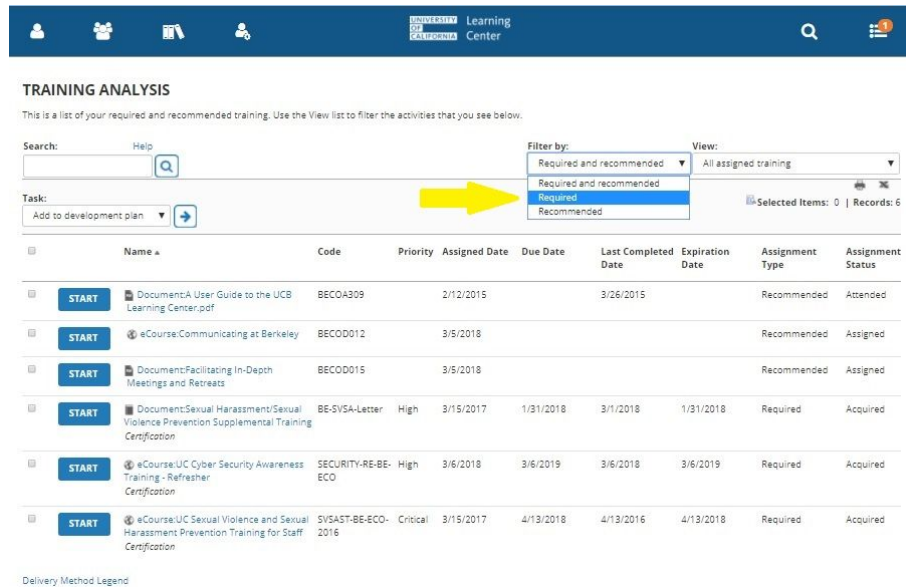 UNIVERSITY OF CALIFORNIA Learning Center
1
TRAINING ANALYSIS
This is a list of your required and recommended training. Use the View list to filter the activities that you see below.
Search: Help Filter by: View:
Required and recommended All assigned training
Required and recommended
Required
Recommended
Task: Selected Items: 0 | Records: 6
Add to development plan
Name Code Priority Assigned Date Due Date Last Completed Date Expiration Date Assignment Type Assignment Status
START Document:A User Guide to the UCB BECOA309 2/12/2015 3/26/2015 Recommended Attended
Learning Center.pdf
START eCourse:Communicating at Berkeley BECOD012 3/5/2018 Recommended Assigned
START Document:Facilitating In-Depth BECOD015 3/5/2018 Recommended Assigned
Meetings and Retreats
START Document:Sexual Harassment/Sexual BE-SVSA-Letter High 3/15/2017 1/31/2018 3/1/2018 1/31/2018 Required Acquired
Violence Prevention Supplemental Training
Certification
START eCourse:UC Cyber Security Awareness SECURITY-RE-BE- High 3/6/2018 3/6/2019 3/6/2018 3/6/2019 Required Acquired
Training - Refresher ECO
Certification
START eCourse:UC Sexual Violence and Sexual SVSAST-BE-ECO- Critical 3/15/2017 4/13/2018 4/13/2016 4/13/2018 Required Acquired
Harassment Prevention Training for Staff 2016
Certification
Delivery Method Legend